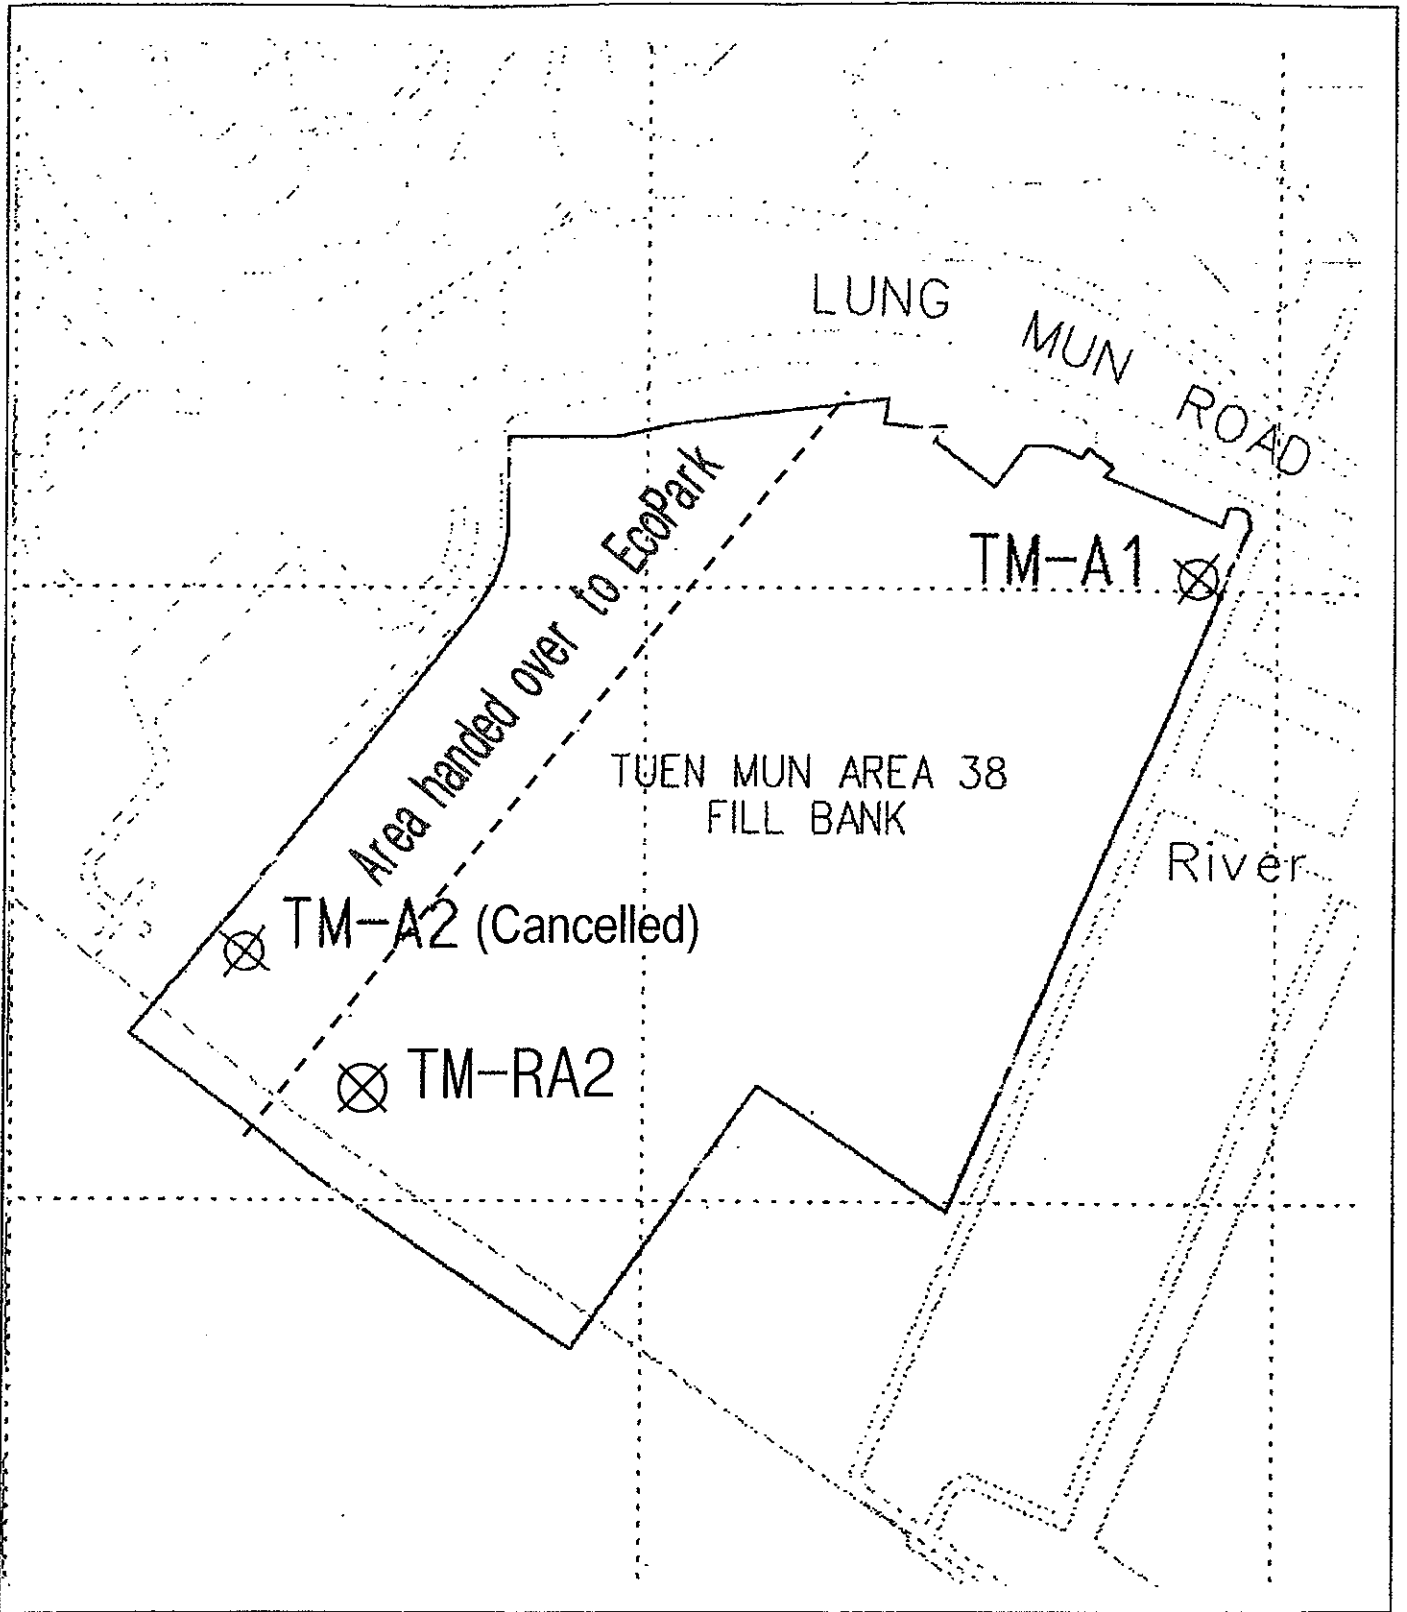 LUNG MUN ROAD
TM-A1
Area handed over to EcoPark
TUEN MUN AREA 38
FILL BANK
River
TM-A2 (Cancelled)
TM-RA2